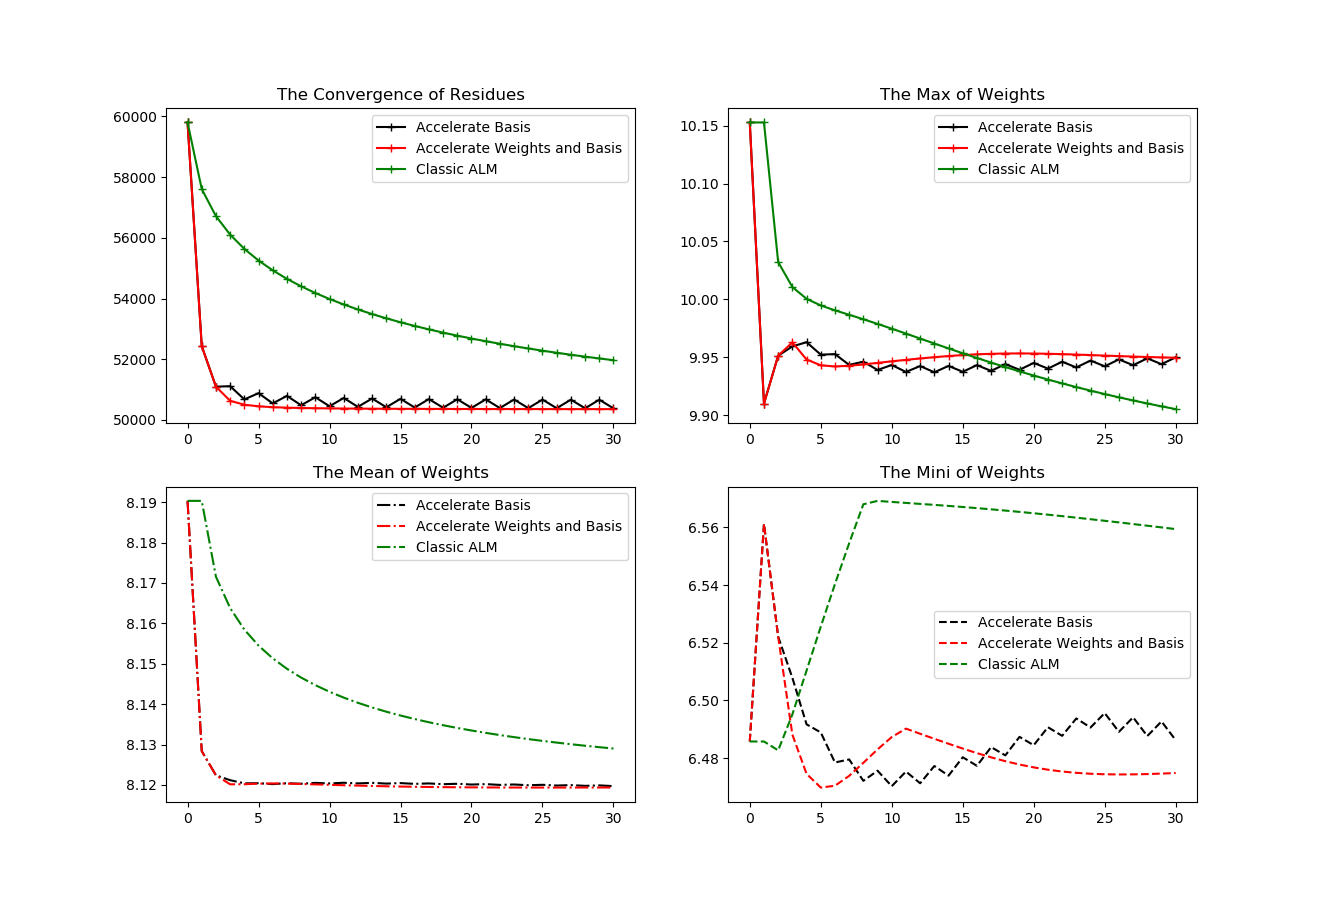 The Convergence of Residues
60000
58000
56000
54000
52000
50000
0 5 10 15 20 25 30
Accelerate Basis
Accelerate Weights and Basis
Classic ALM
The Max of Weights
10.15
10.10
10.05
10.00
9.95
9.90
0 5 10 15 20 25 30
Accelerate Basis
Accelerate Weights and Basis
Classic ALM
The Mean of Weights
8.19
8.18
8.17
8.16
8.15
8.14
8.13
8.12
0 5 10 15 20 25 30
Accelerate Basis
Accelerate Weights and Basis
Classic ALM
The Mini of Weights
6.56
6.54
6.52
6.50
6.48
0 5 10 15 20 25 30
Accelerate Basis
Accelerate Weights and Basis
Classic ALM